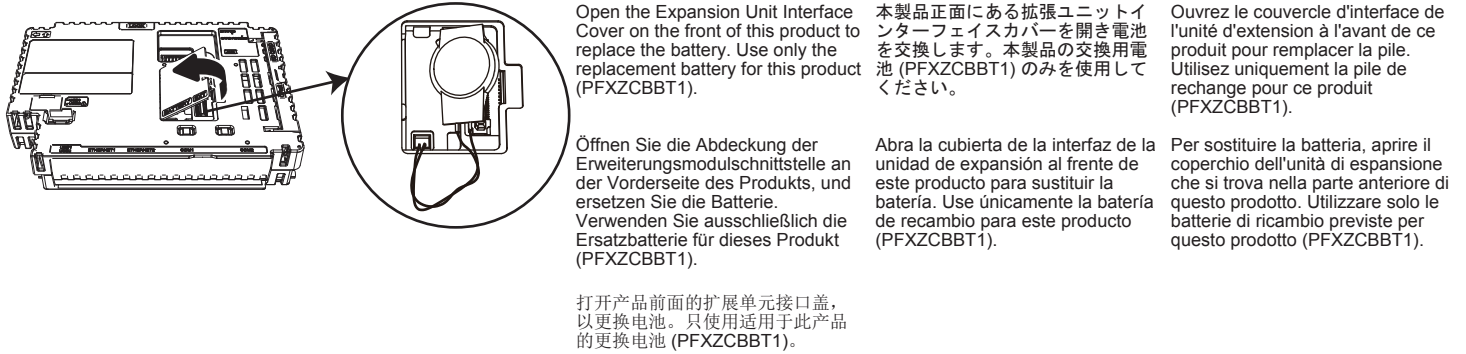 BATTERY EXT
ETHERNET1
ETHERNET2
COM1
Open the Expansion Unit Interface
Cover on the front of this product to
replace the battery. Use only the
replacement battery for this product
(PFXZCBBT1).
本製品正面にある拡張ユニットイ
ンターフェイスカバーを開き電池
を交換します。本製品の交換用電
池 (PFXZCBBT1) のみを使用して
ください。
Ouvrez le couvercle d'interface de
l'unité d'extension à l'avant de ce
produit pour remplacer la pile.
Utilisez uniquement la pile de
rechange pour ce produit
(PFXZCBBT1).
Öffnen Sie die Abdeckung der
Erweiterungsmodulschnittstelle an
der Vorderseite des Produkts, und
ersetzen Sie die Batterie.
Verwenden Sie ausschließlich die
Ersatzbatterie für dieses Produkt
(PFXZCBBT1).
Abra la cubierta de la interfaz de la
unidad de expansión al frente de
este producto para sustituir la
batería. Use únicamente la batería
de recambio para este producto
(PFXZCBBT1).
Per sostituire la batteria, aprire il
coperchio dell'unità di espansione
che si trova nella parte anteriore di
questo prodotto. Utilizzare solo le
batterie di ricambio previste per
questo prodotto (PFXZCBBT1).
打开产品前面的扩展单元接口盖，
以更换电池。只使用适用于此产品
的更换电池 (PFXZCBBT1)。